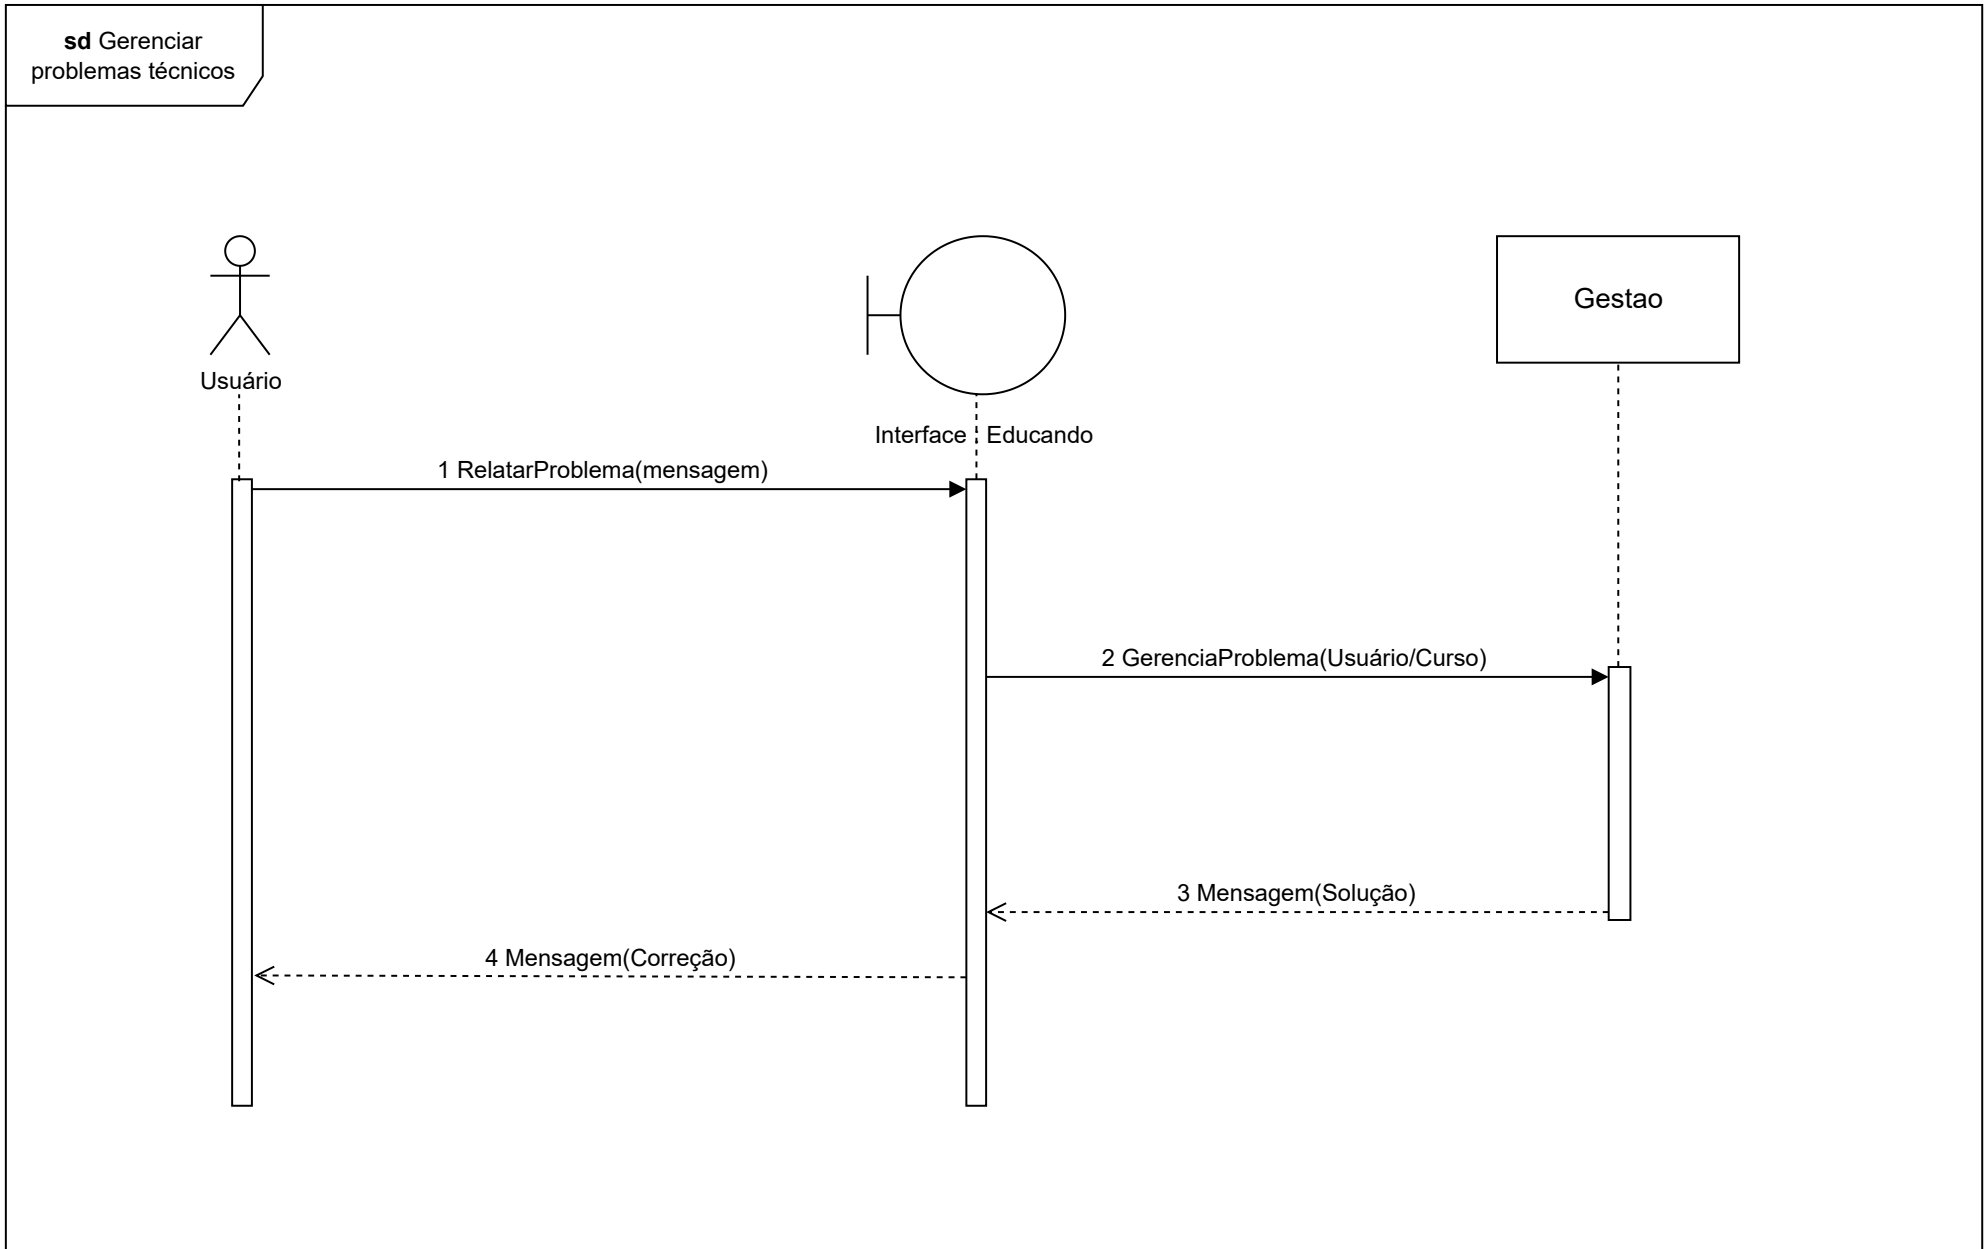 sd Gerenciar
problemas técnicos
Usuário
Gestao
Interface : Educando
1 RelatarProblema(mensagem)
2 GerenciaProblema(Usuário/Curso)
3 Mensagem(Solução)
4 Mensagem(Correção)